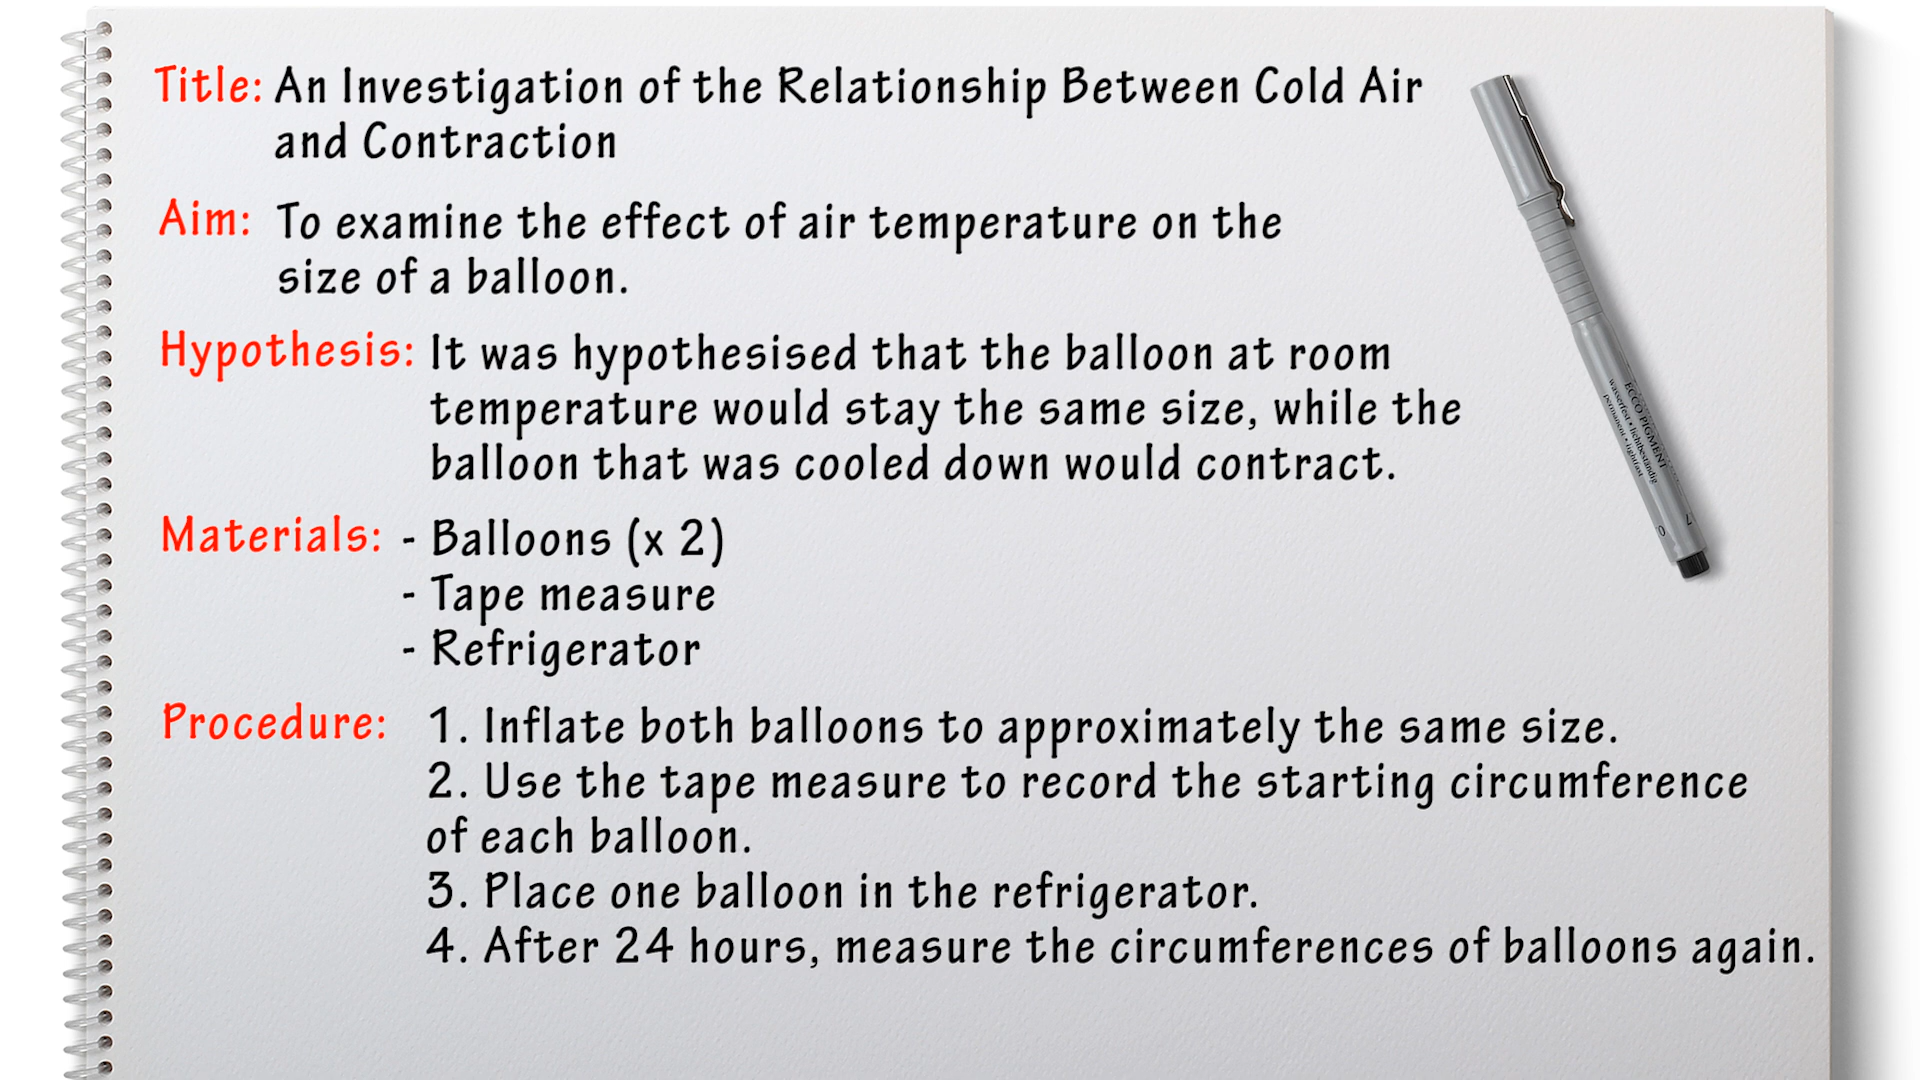 Title: An Investigation of the Relationship Between Cold Air
and Contraction
Aim: To examine the effect of air temperature on the
size of a balloon.
Hypothesis: It was hypothesised that the balloon at room
temperature would stay the same size, while the
balloon that was cooled down would contract.
Materials: - Balloons (x 2)
- Tape measure
- Refrigerator
Procedure: 1. Inflate both balloons to approximately the same size.
2. Use the tape measure to record the starting circumference
of each balloon.
3. Place one balloon in the refrigerator.
4. After 24 hours, measure the circumferences of balloons again.
ECCO PIGMENT
wasserfest • lichtbeständig
permanent • lightfast